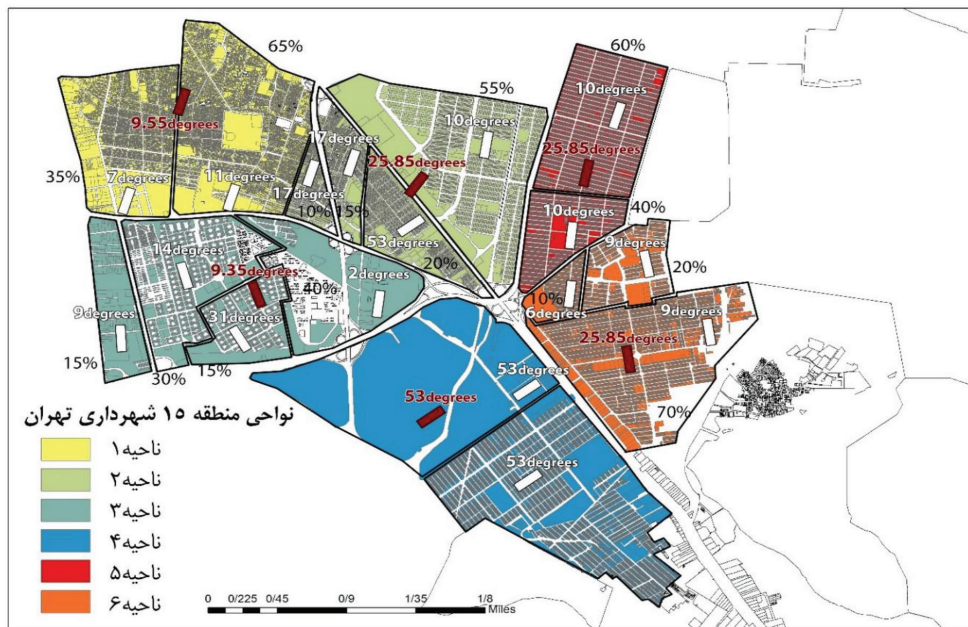 65%
60%
55%
10degrees
10degrees
9.55degrees
17degrees
25.85degrees
25.85degrees
35%
7degrees
11degrees
17degrees
10%
15%
10degrees
40%
53degrees
9degrees
14degrees
9.35degrees
2degrees
20%
20%
40%
10%
6degrees
9degrees
31degrees
25.85degrees
9degrees
15%
30%
15%
53degrees
53degrees
70%
53degrees
نواحی منطقه ۱۵ شهرداری تهران
ناحیه۱
ناحیه۲
ناحیه۳
ناحیه۴
ناحیه۵
ناحیه۶
0 0/225 0/45 0/9 1/35 1/8
Miles